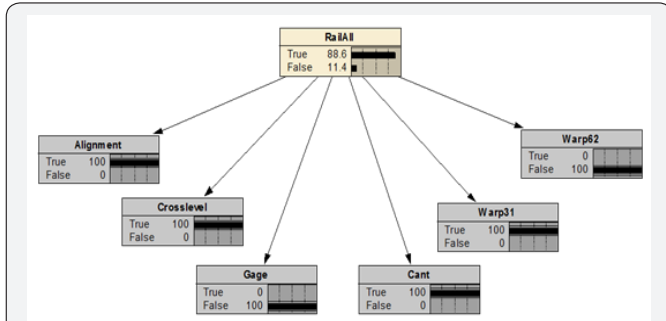 RailAll
True 88.6
False 11.4
Alignment
True 100
False 0
Warp62
True 0
False 100
Crosslevel
True 100
False 0
Warp31
True 100
False 0
Gage
True 0
False 100
Cant
True 100
False 0